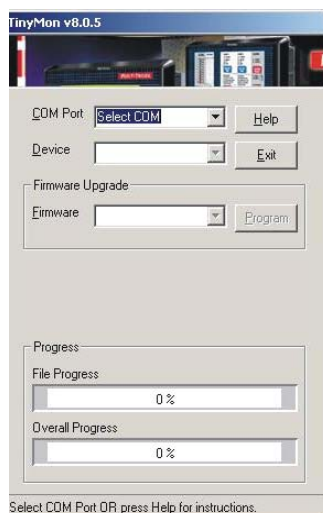 TinyMon v8.0.5
COM Port Select COM Help
Device Exit
Firmware Upgrade
Firmware Program
Progress
File Progress
0 %
Overall Progress
0 %
Select COM Port OR press Help for instructions.